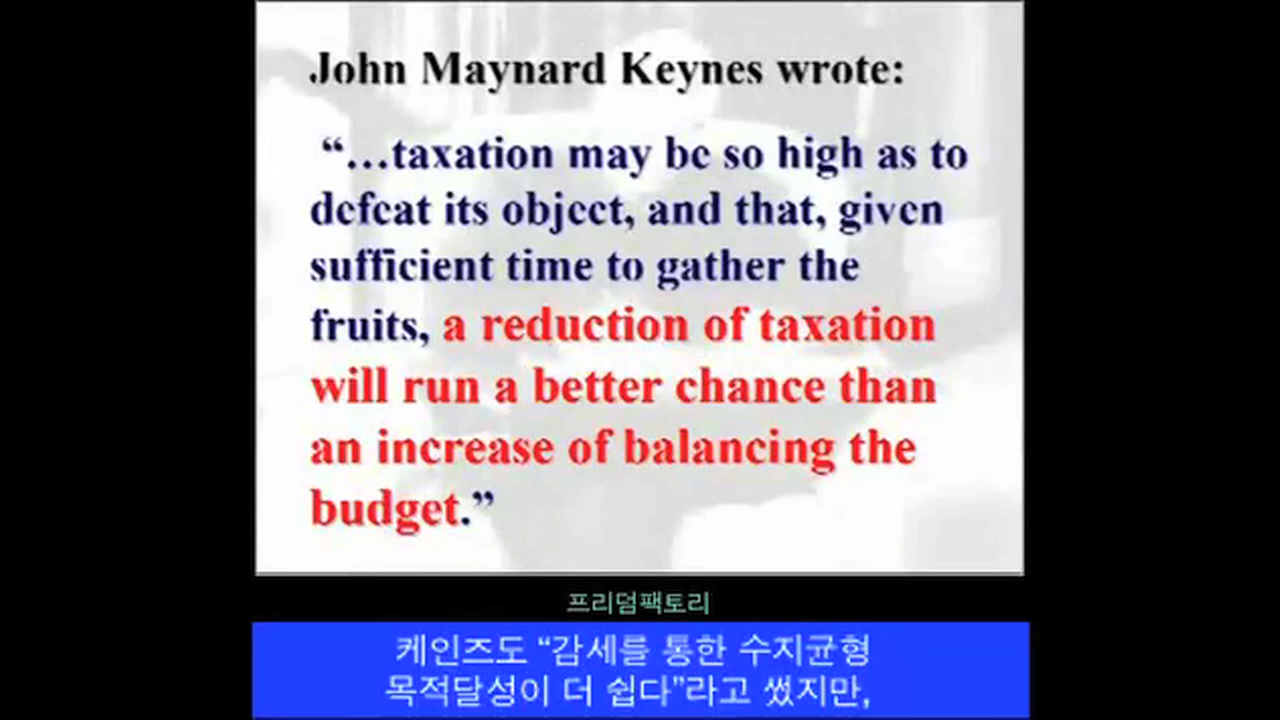 John Maynard Keynes wrote:
“…taxation may be so high as to
defeat its object, and that, given
sufficient time to gather the
fruits, a reduction of taxation
will run a better chance than
an increase of balancing the
budget.”
프리덤팩토리
케인즈도 “감세를 통한 수지균형
목적달성이 더 쉽다”라고 썼지만,